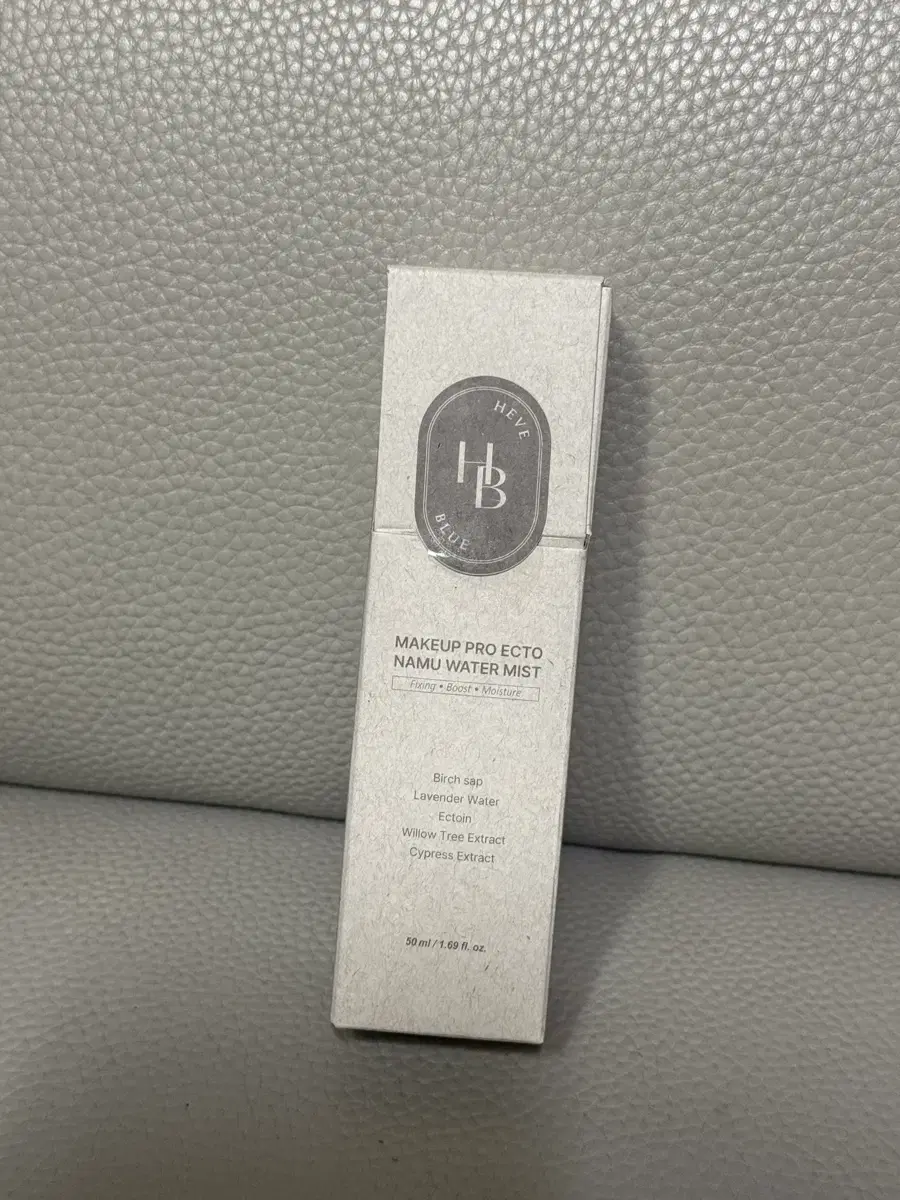 HEVE
HB
BLUE
MAKEUP PRO ECTO
NAMU WATER MIST
Fixing • Boost • Moisture
Birch sap
Lavender Water
Ectoin
Willow Tree Extract
Cypress Extract
50 ml / 1.69 fl. oz.